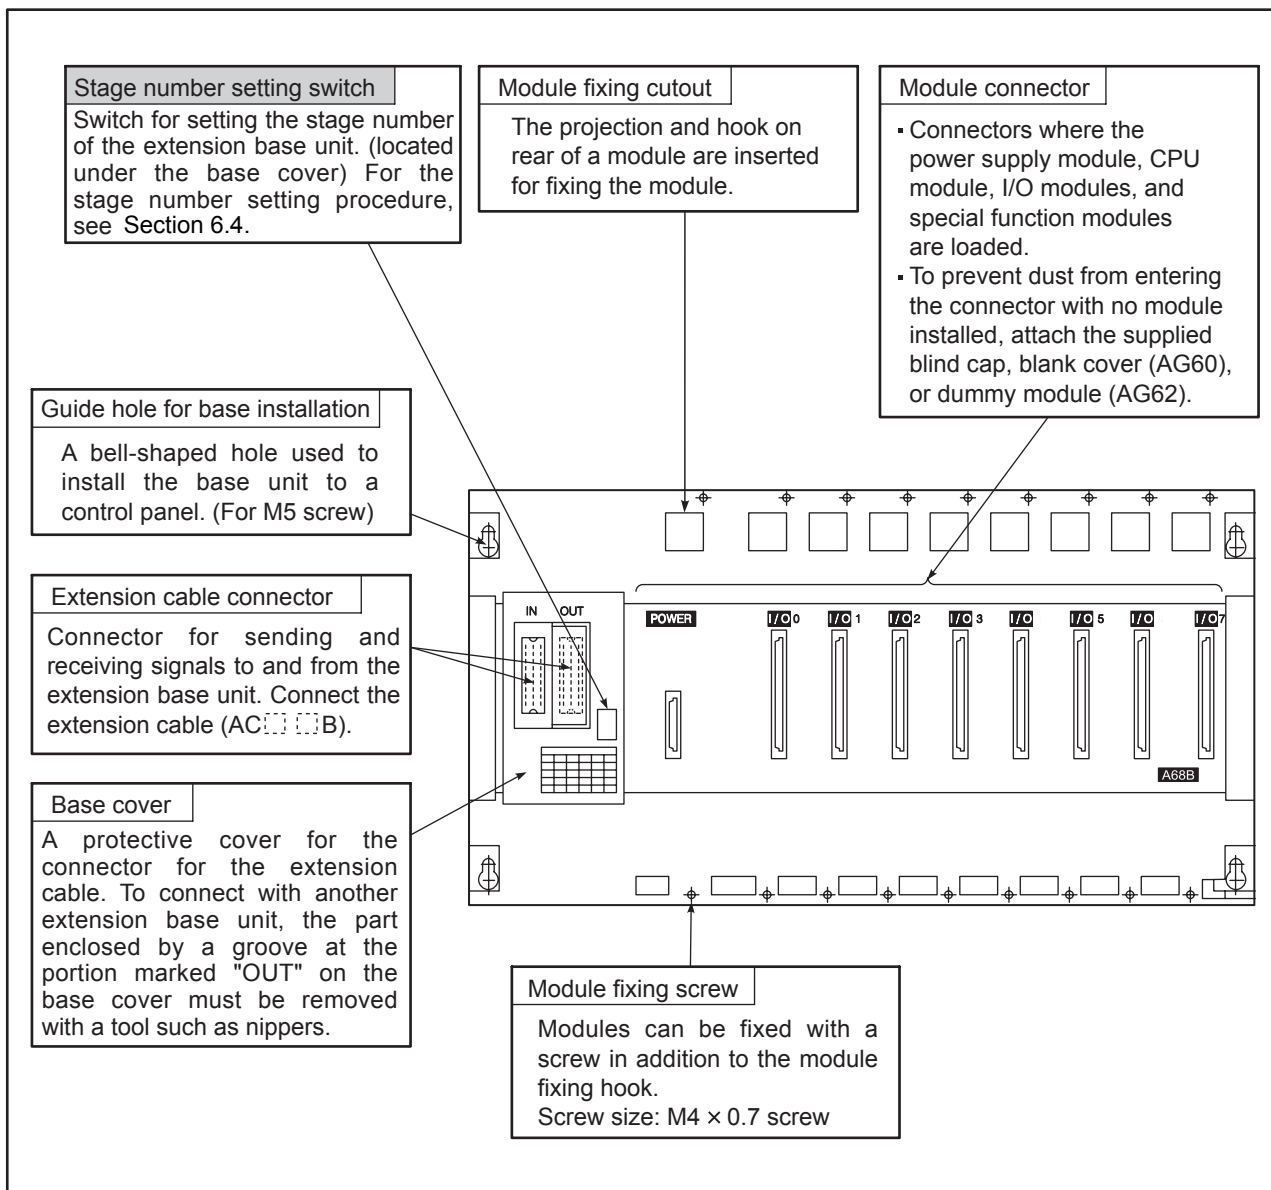 Stage number setting switch
Switch for setting the stage number
of the extension base unit. (located
under the base cover) For the
stage number setting procedure,
see Section 6.4.
Module fixing cutout
The projection and hook on
rear of a module are inserted
for fixing the module.
Module connector
▪ Connectors where the
power supply module, CPU
module, I/O modules, and
special function modules
are loaded.
▪ To prevent dust from entering
the connector with no module
installed, attach the supplied
blind cap, blank cover (AG60),
or dummy module (AG62).
Guide hole for base installation
A bell-shaped hole used to
install the base unit to a
control panel. (For M5 screw)
Extension cable connector
Connector for sending and
receiving signals to and from the
extension base unit. Connect the
extension cable (AC□ □B).
Base cover
A protective cover for the
connector for the extension
cable. To connect with another
extension base unit, the part
enclosed by a groove at the
portion marked "OUT" on the
base cover must be removed
with a tool such as nippers.
IN OUT
POWER I/O 0 I/O 1 I/O 2 I/O 3 I/O I/O 5 I/O I/O 7
A68B
Module fixing screw
Modules can be fixed with a
screw in addition to the module
fixing hook.
Screw size: M4 × 0.7 screw